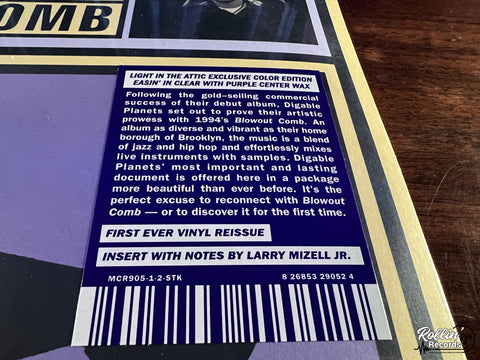 OMB
LIGHT IN THE ATTIC EXCLUSIVE COLOR EDITION
EASIN' IN CLEAR WITH PURPLE CENTER WAX
Following the gold-selling commercial
success of their debut album, Digable
Planets set out to prove their artistic
prowess with 1994's Blowout Comb. An
album as diverse and vibrant as their home
borough of Brooklyn, the music is a blend
of jazz and hip hop and effortlessly mixes
live instruments with samples. Digable
Planets' most important and lasting
document is offered here in a package
more beautiful than ever before. It's the
perfect excuse to reconnect with Blowout
Comb — or to discover it for the first time.
FIRST EVER VINYL REISSUE
INSERT WITH NOTES BY LARRY MIZELL JR.
MCR905-1-2-STK 8 26853 29052 4
Rollin'
Records